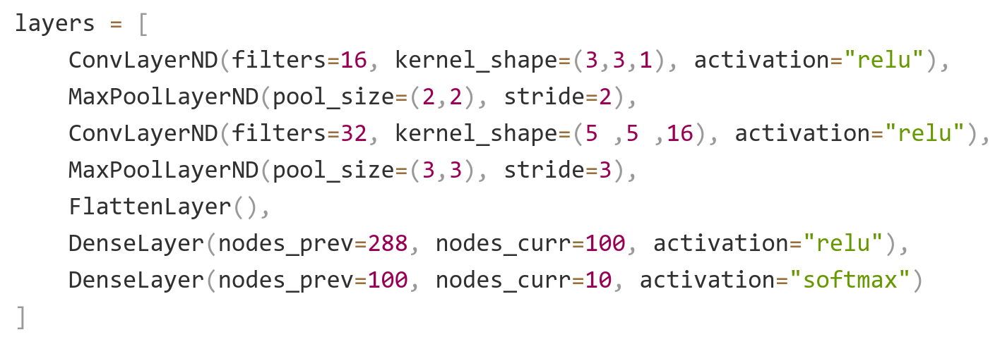 layers = [
    ConvLayerND(filters=16, kernel_shape=(3,3,1), activation="relu"),
    MaxPoolLayerND(pool_size=(2,2), stride=2),
    ConvLayerND(filters=32, kernel_shape=(5 ,5 ,16), activation="relu"),
    MaxPoolLayerND(pool_size=(3,3), stride=3),
    FlattenLayer(),
    DenseLayer(nodes_prev=288, nodes_curr=100, activation="relu"),
    DenseLayer(nodes_prev=100, nodes_curr=10, activation="softmax")
]